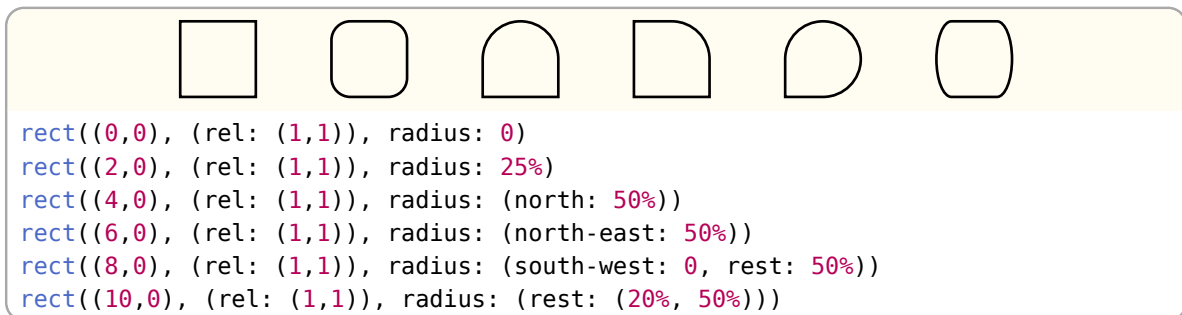 rect((0,0), (rel: (1,1)), radius: 0)
rect((2,0), (rel: (1,1)), radius: 25%)
rect((4,0), (rel: (1,1)), radius: (north: 50%))
rect((6,0), (rel: (1,1)), radius: (north-east: 50%))
rect((8,0), (rel: (1,1)), radius: (south-west: 0, rest: 50%))
rect((10,0), (rel: (1,1)), radius: (rest: (20%, 50%)))